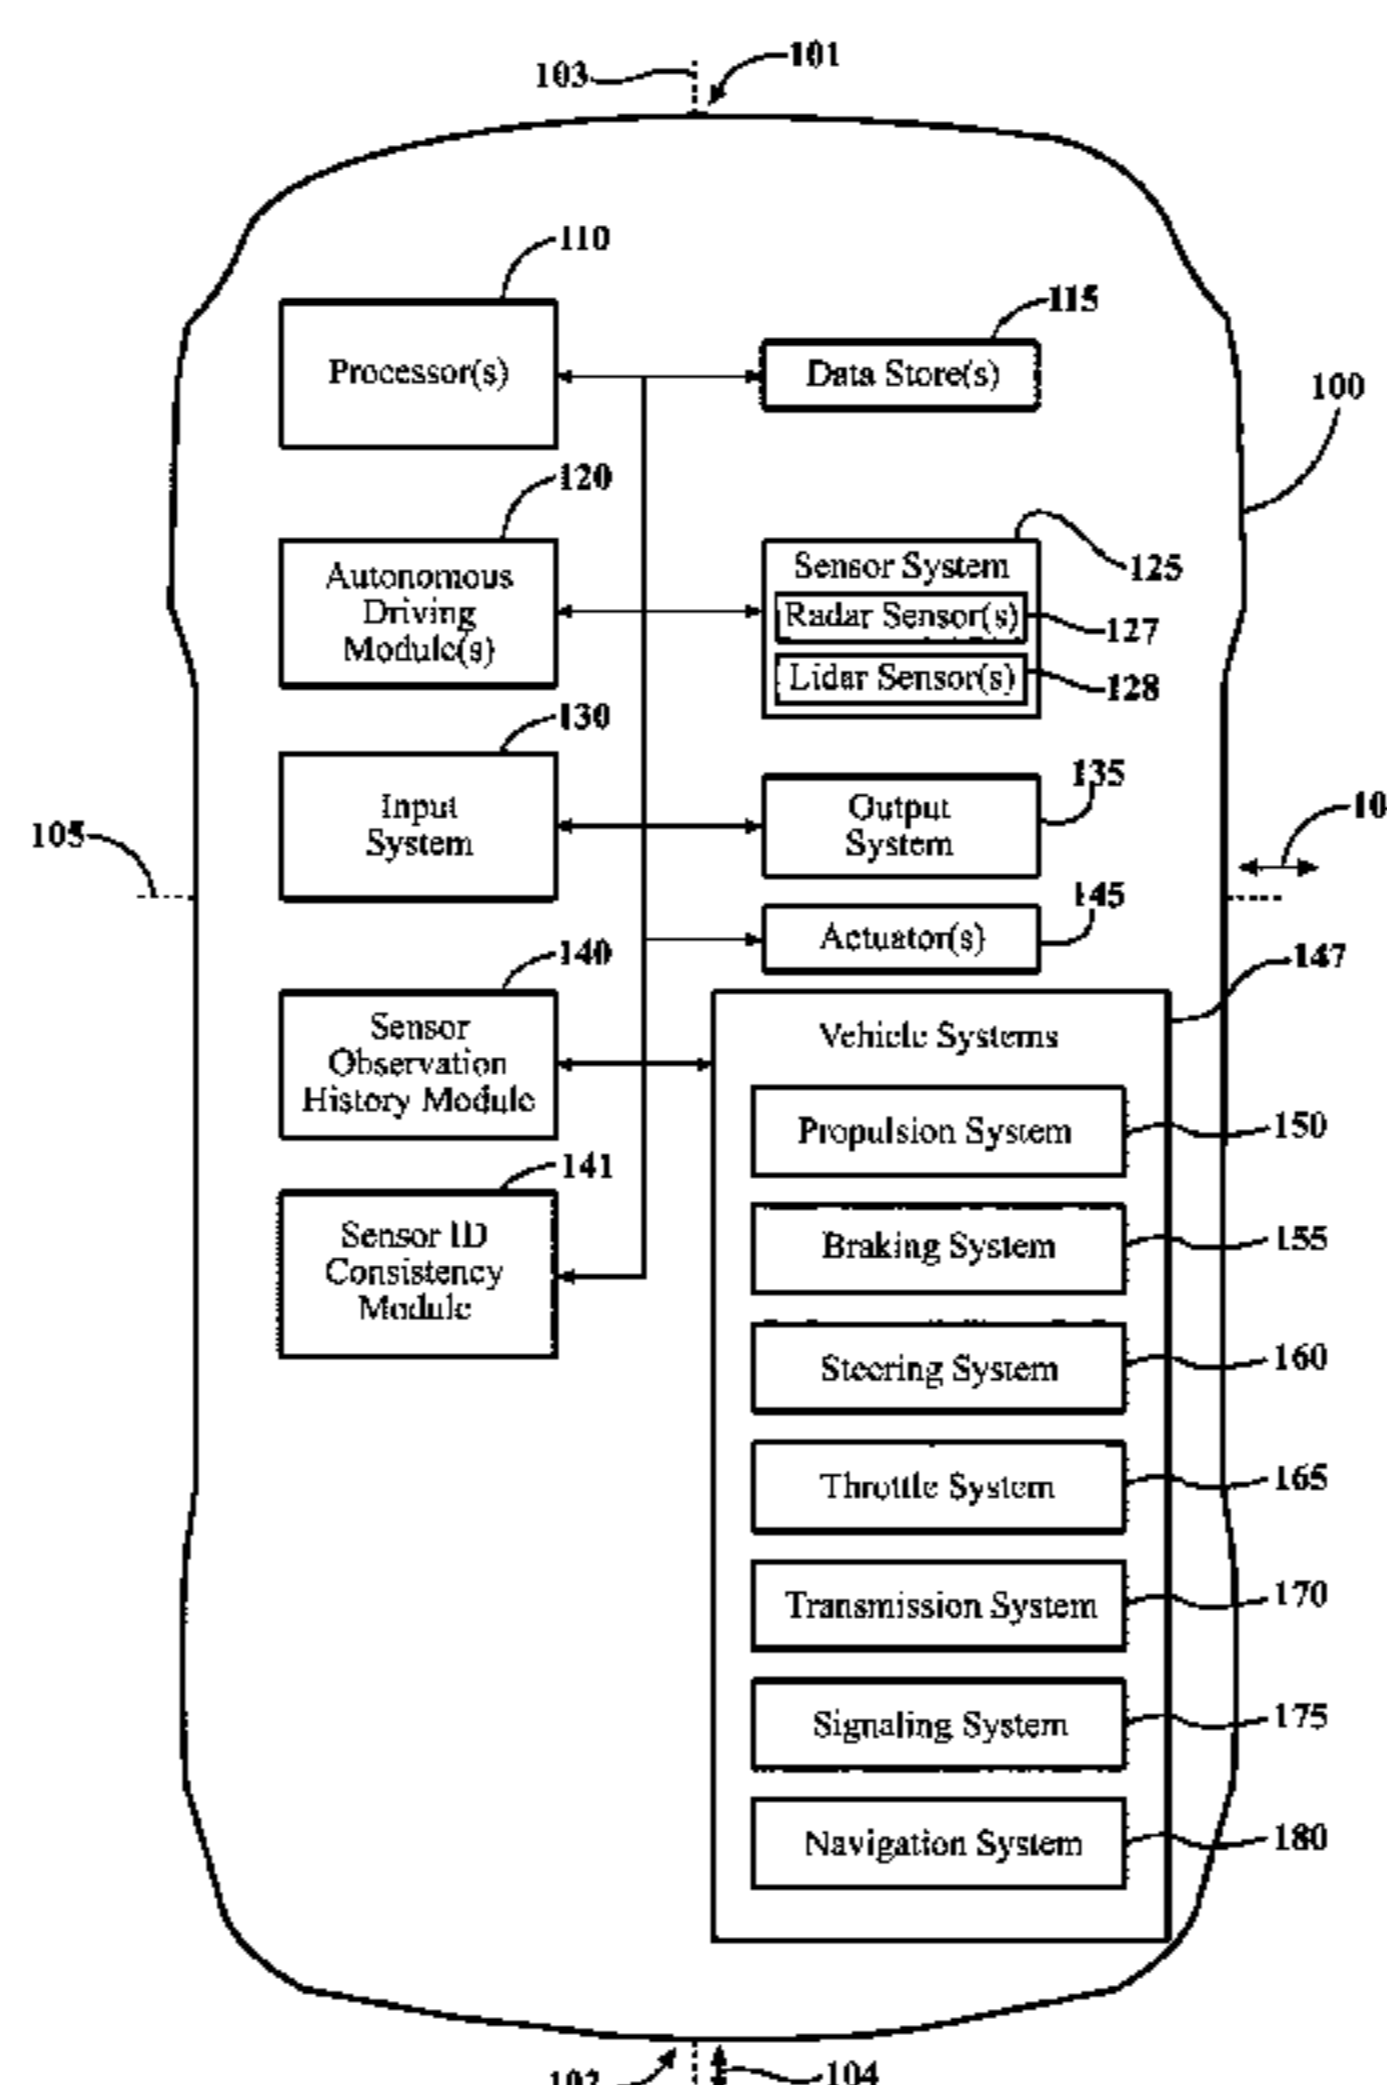 103
101
110
115
Processor(s)
Data Store(s)
100
120
Autonomous
Driving
Module(s)
Sensor System
125
Radar Sensor(s)
127
Lidar Sensor(s)
128
130
Input
System
135
Output
System
10
105
145
Actuator(s)
140
147
Sensor
Observation
History Module
Vehicle Systems
Propulsion System
150
141
Sensor ID
Consistency
Module
Braking System
155
Steering System
160
Throttle System
165
Transmission System
170
Signaling System
175
Navigation System
180
102
104